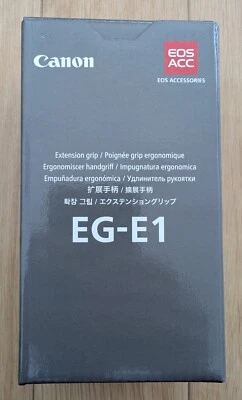 Canon
EOS
ACC
EOS ACCESSORIES
Extension grip / Poignée grip ergonomique
Ergonomiscer handgriff / Impugnatura ergonomica
Empuñadura ergonómica / Удлинитель рукоятки
扩展手柄 / 擴展手柄
확장 그립 / エクステンショングリップ
EG-E1